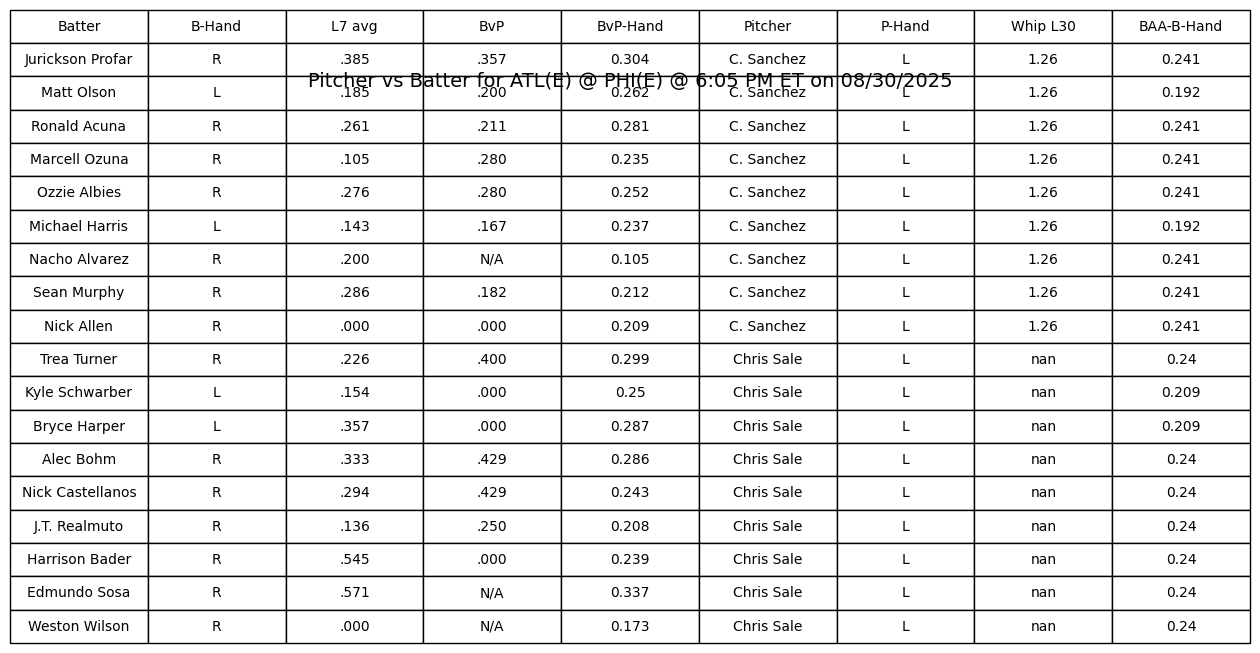 Batter B-Hand L7 avg BvP BvP-Hand Pitcher P-Hand Whip L30 BAA-B-Hand
Jurickson Profar R .385 .357 0.304 C. Sanchez L 1.26 0.241
Pitcher vs Batter for ATL(E) @ PHI(E) @ 6:05 PM ET on 08/30/2025
Matt Olson L .185 .200 0.262 C. Sanchez L 1.26 0.192
Ronald Acuna R .261 .211 0.281 C. Sanchez L 1.26 0.241
Marcell Ozuna R .105 .280 0.235 C. Sanchez L 1.26 0.241
Ozzie Albies R .276 .280 0.252 C. Sanchez L 1.26 0.241
Michael Harris L .143 .167 0.237 C. Sanchez L 1.26 0.192
Nacho Alvarez R .200 N/A 0.105 C. Sanchez L 1.26 0.241
Sean Murphy R .286 .182 0.212 C. Sanchez L 1.26 0.241
Nick Allen R .000 .000 0.209 C. Sanchez L 1.26 0.241
Trea Turner R .226 .400 0.299 Chris Sale L nan 0.24
Kyle Schwarber L .154 .000 0.25 Chris Sale L nan 0.209
Bryce Harper L .357 .000 0.287 Chris Sale L nan 0.209
Alec Bohm R .333 .429 0.286 Chris Sale L nan 0.24
Nick Castellanos R .294 .429 0.243 Chris Sale L nan 0.24
J.T. Realmuto R .136 .250 0.208 Chris Sale L nan 0.24
Harrison Bader R .545 .000 0.239 Chris Sale L nan 0.24
Edmundo Sosa R .571 N/A 0.337 Chris Sale L nan 0.24
Weston Wilson R .000 N/A 0.173 Chris Sale L nan 0.24